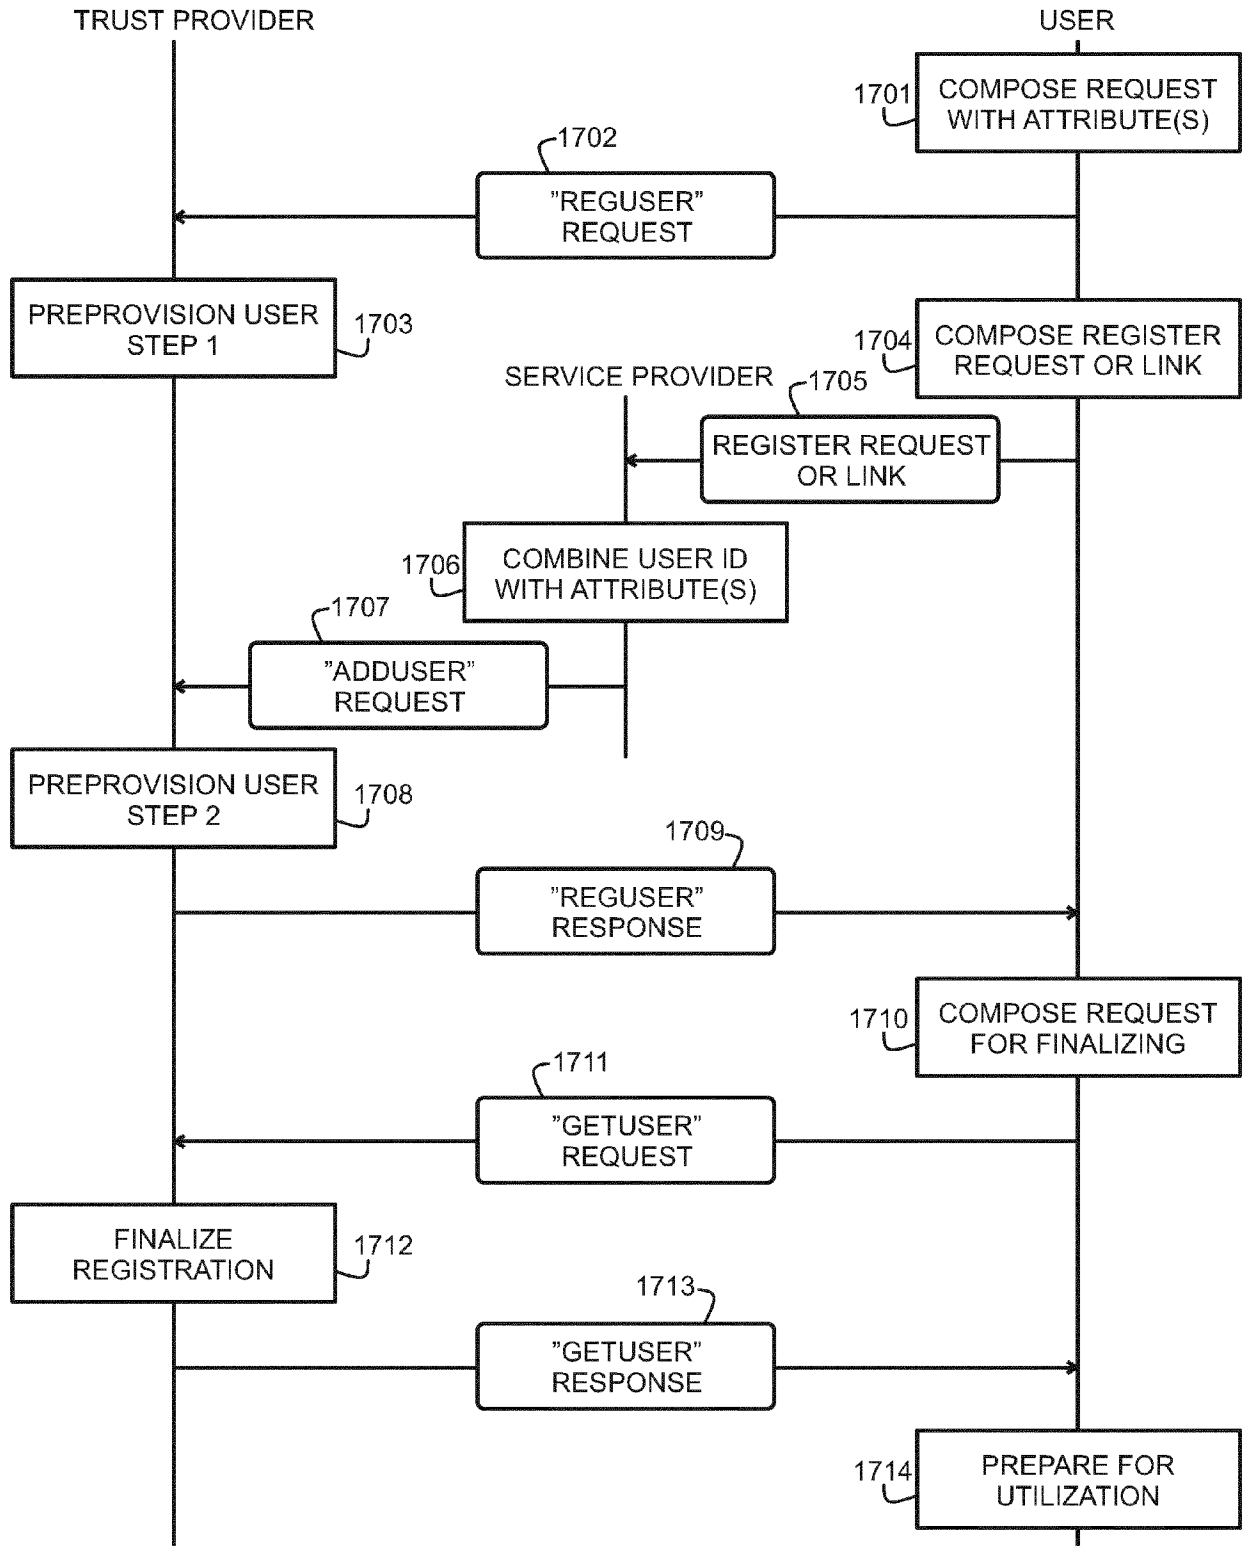 TRUST PROVIDER
USER
1701
COMPOSE REQUEST
WITH ATTRIBUTE(S)
1702
”REGUSER”
REQUEST
PREPROVISION USER
STEP 1
1703
1704
COMPOSE REGISTER
REQUEST OR LINK
SERVICE PROVIDER
1705
REGISTER REQUEST
OR LINK
1706
COMBINE USER ID
WITH ATTRIBUTE(S)
1707
”ADDUSER”
REQUEST
PREPROVISION USER
STEP 2
1708
1709
”REGUSER”
RESPONSE
1710
COMPOSE REQUEST
FOR FINALIZING
1711
”GETUSER”
REQUEST
FINALIZE
REGISTRATION
1712
1713
”GETUSER”
RESPONSE
1714
PREPARE FOR
UTILIZATION